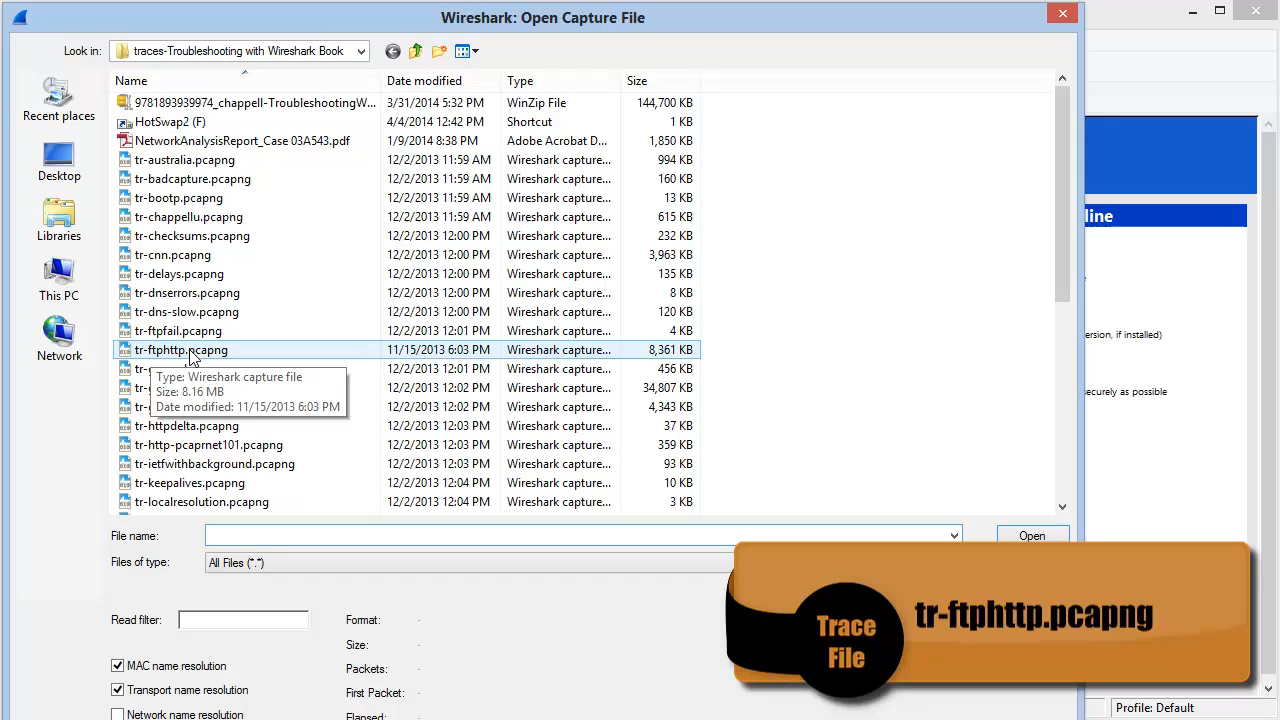 Wireshark: Open Capture File
Look in: traces-Troubleshooting with Wireshark Book
Name Date modified Type Size
9781893939974_chappell-TroubleshootingW... 3/31/2014 5:32 PM WinZip File 144,700 KB
HotSwap2 (F) 4/4/2014 12:42 PM Shortcut 1 KB
NetworkAnalysisReport_Case 03A543.pdf 1/9/2014 8:38 PM Adobe Acrobat D... 1,850 KB
tr-australia.pcapng 12/2/2013 11:59 AM Wireshark capture... 994 KB
tr-badcapture.pcapng 12/2/2013 11:59 AM Wireshark capture... 160 KB
tr-bootp.pcapng 12/2/2013 11:59 AM Wireshark capture... 13 KB
tr-chappellu.pcapng 12/2/2013 11:59 AM Wireshark capture... 615 KB
tr-checksums.pcapng 12/2/2013 12:00 PM Wireshark capture... 232 KB
tr-cnn.pcapng 12/2/2013 12:00 PM Wireshark capture... 3,963 KB
tr-delays.pcapng 12/2/2013 12:00 PM Wireshark capture... 135 KB
tr-dnserrors.pcapng 12/2/2013 12:00 PM Wireshark capture... 8 KB
tr-dns-slow.pcapng 12/2/2013 12:00 PM Wireshark capture... 120 KB
tr-ftpfail.pcapng 12/2/2013 12:01 PM Wireshark capture... 4 KB
tr-ftphttp.pcapng 11/15/2013 6:03 PM Wireshark capture... 8,361 KB
tr- 12/2/2013 12:01 PM Wireshark capture... 456 KB
tr- 12/2/2013 12:02 PM Wireshark capture... 34,807 KB
tr- 12/2/2013 12:02 PM Wireshark capture... 4,343 KB
tr-httpdelta.pcapng 12/2/2013 12:03 PM Wireshark capture... 37 KB
tr-http-pcaprnet101.pcapng 12/2/2013 12:03 PM Wireshark capture... 359 KB
tr-ietfwithbackground.pcapng 12/2/2013 12:03 PM Wireshark capture... 93 KB
tr-keepalives.pcapng 12/2/2013 12:04 PM Wireshark capture... 10 KB
tr-localresolution.pcapng 12/2/2013 12:04 PM Wireshark capture... 3 KB
Type: Wireshark capture file
Size: 8.16 MB
Date modified: 11/15/2013 6:03 PM
Recent places
Desktop
Libraries
This PC
Network
File name: Open
Files of type: All Files (*.*)
Read filter:
Format: -
Size: -
Packets: -
First Packet: -
Elapsed:
MAC name resolution
Transport name resolution
Network name resolution
line
ersion, if installed)
securely as possible
Trace
File
tr-ftphttp.pcapng
Profile: Default